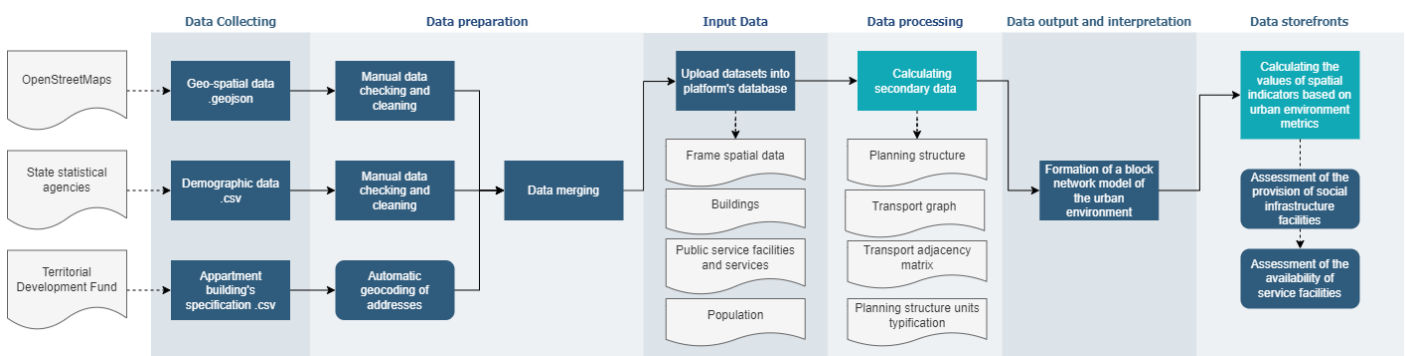 Data Collecting
Data preparation
Input Data
Data processing
Data output and interpretation
Data storefronts
OpenStreetMaps
Geo-spatial data
.geojson
Manual data
checking and
cleaning
State statistical
agencies
Demographic data
.csv
Manual data
checking and
cleaning
Territorial
Development Fund
Appartment
building's
specification .csv
Automatic
geocoding of
addresses
Data merging
Upload datasets into
platform's database
Frame spatial data
Buildings
Public service facilities
and services
Population
Calculating
secondary data
Planning structure
Transport graph
Transport adjacency
matrix
Planning structure units
typification
Formation of a block
network model of
the urban
environment
Calculating the
values of spatial
indicators based on
urban environment
metrics
Assessment of the
provision of social
infrastructure
facilities
Assessment of the
availability of
service facilities